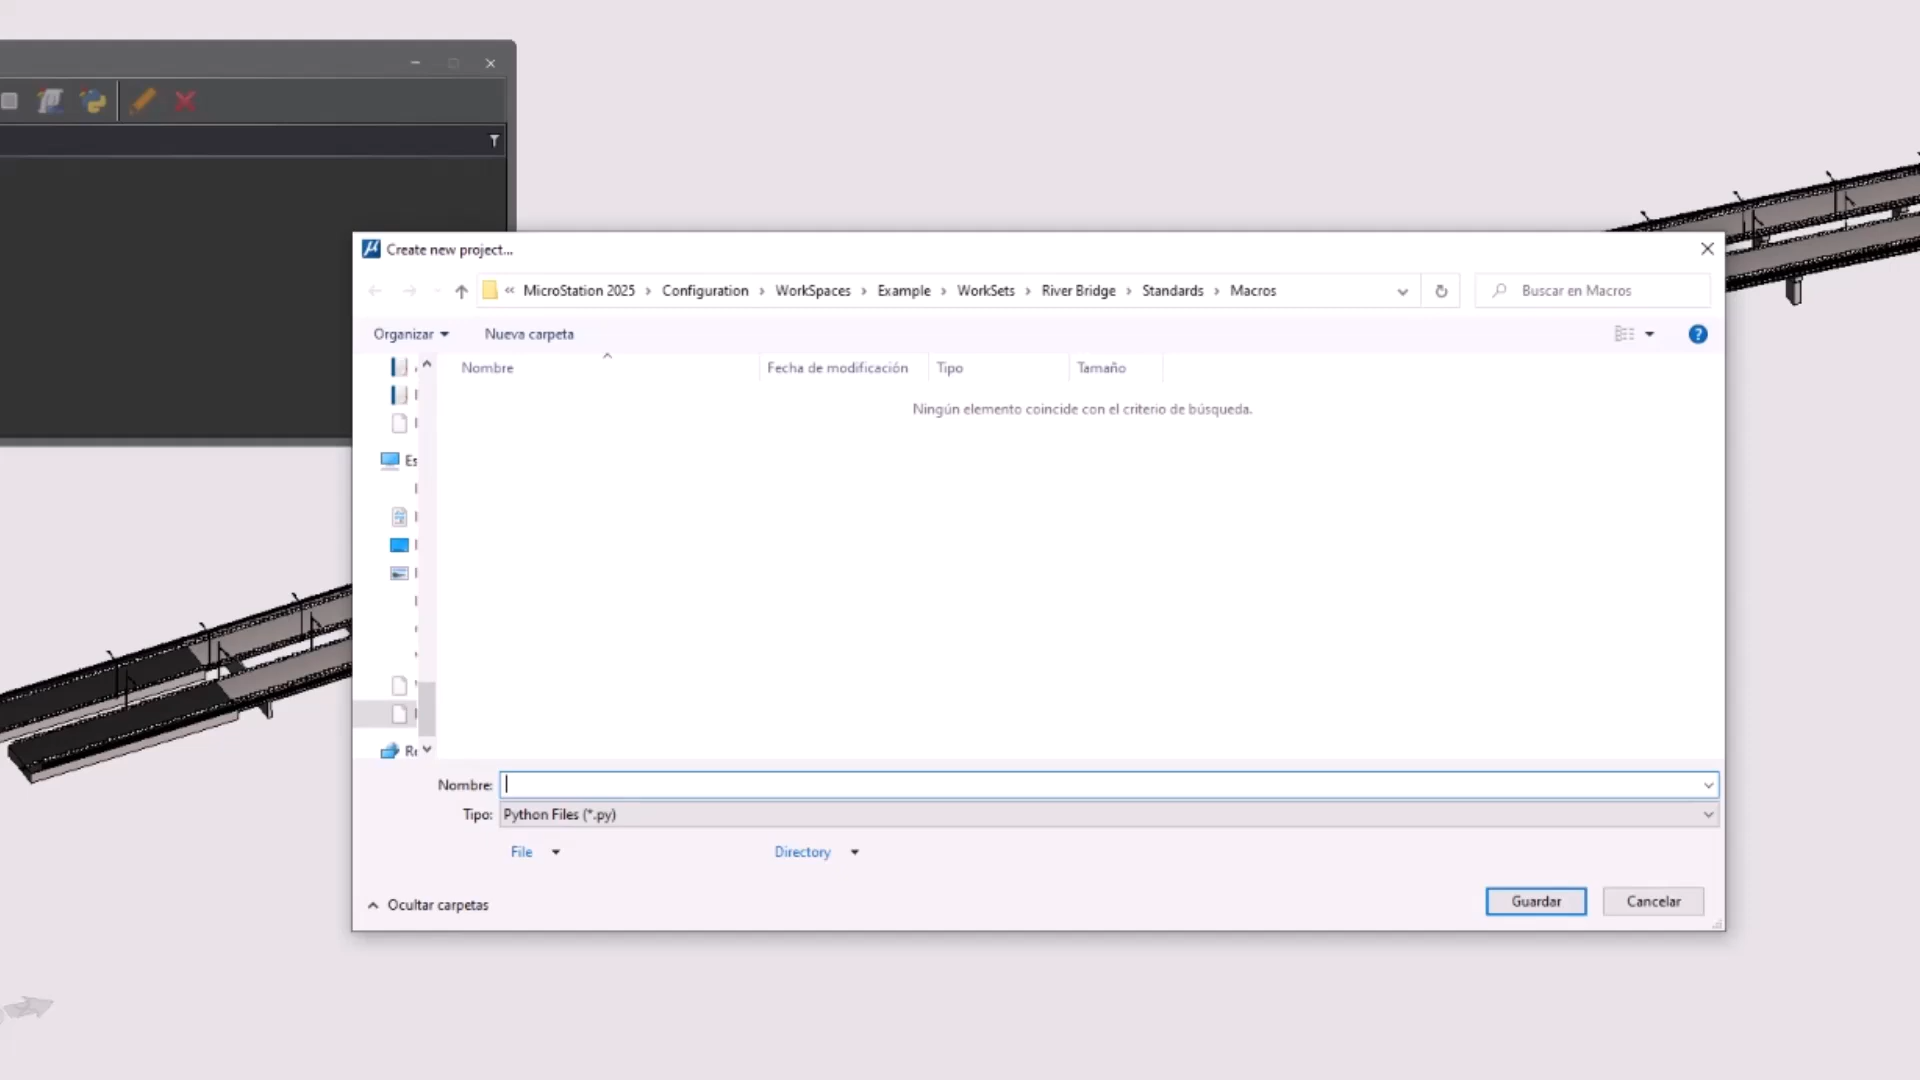 Create new project...
« MicroStation 2025 › Configuration › WorkSpaces › Example › WorkSets › River Bridge › Standards › Macros
Buscar en Macros
Organizar
Nueva carpeta
Nombre
Fecha de modificación
Tipo
Tamaño
Ningún elemento coincide con el criterio de búsqueda.
Es
Re
Nombre:
Tipo: Python Files (*.py)
File
Directory
Ocultar carpetas
Guardar
Cancelar